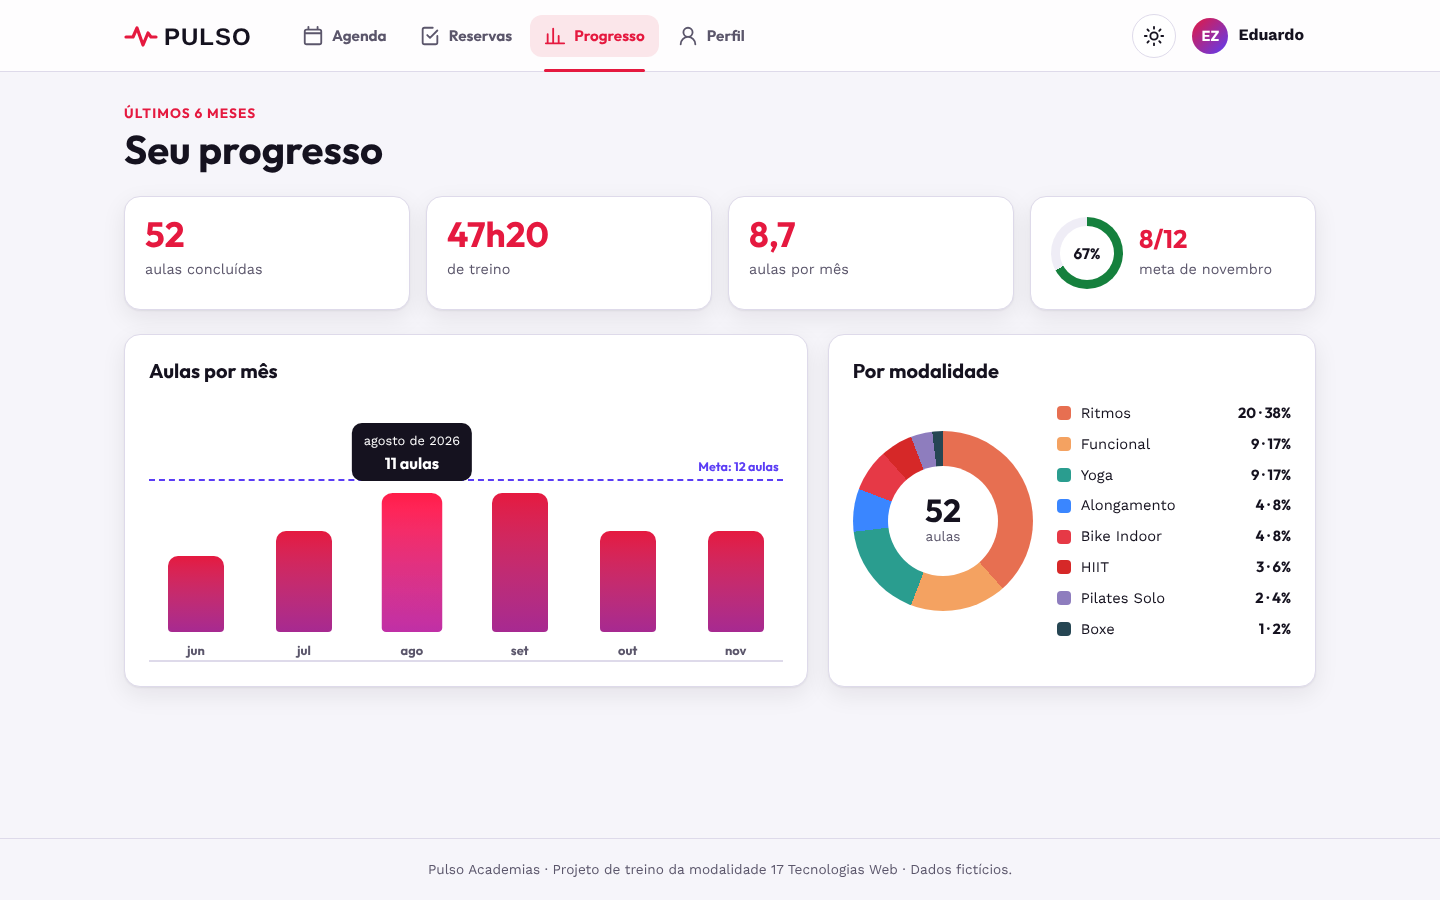 PULSO
Agenda
Reservas
Progresso
Perfil
EZ
Eduardo
ÚLTIMOS 6 MESES
Seu progresso
52
aulas concluídas
47h20
de treino
8,7
aulas por mês
67%
8/12
meta de novembro
Aulas por mês
agosto de 2026
11 aulas
Meta: 12 aulas
jun
jul
ago
set
out
nov
Por modalidade
52
aulas
Ritmos 20 · 38%
Funcional 9 · 17%
Yoga 9 · 17%
Alongamento 4 · 8%
Bike Indoor 4 · 8%
HIIT 3 · 6%
Pilates Solo 2 · 4%
Boxe 1 · 2%
Pulso Academias · Projeto de treino da modalidade 17 Tecnologias Web · Dados fictícios.